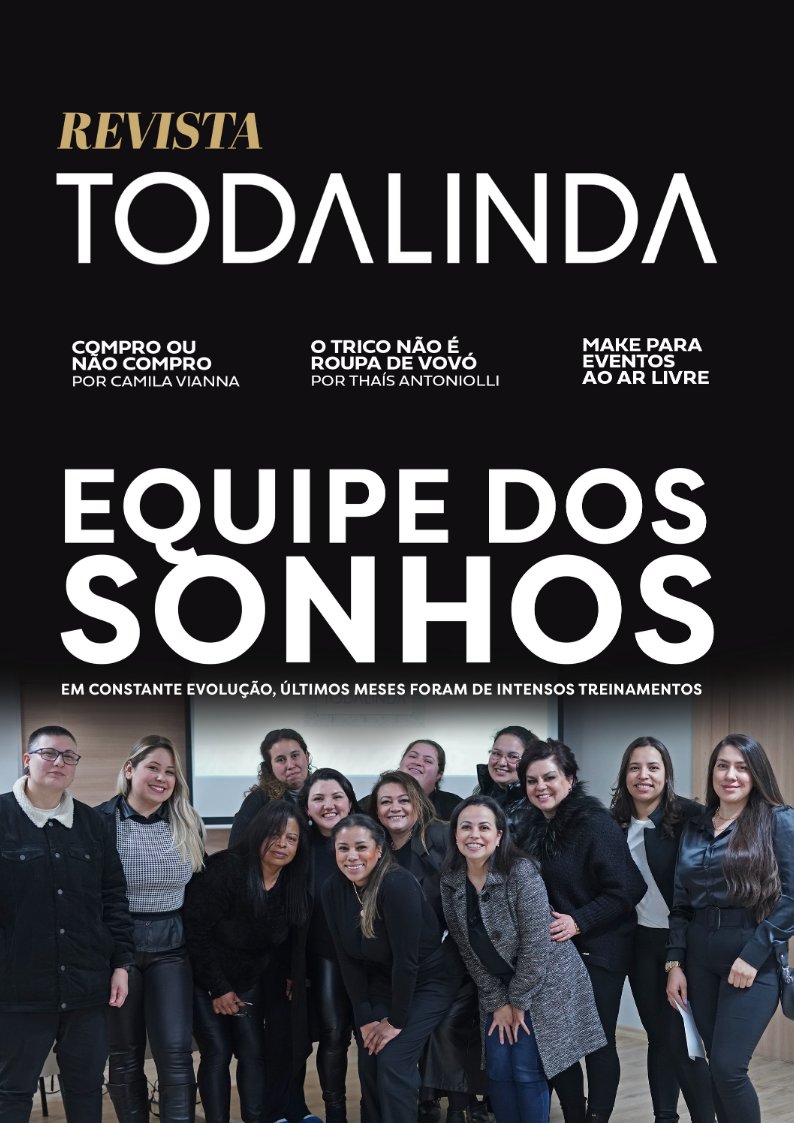 REVISTA
TODALINDA
COMPRO OU
NÃO COMPRO
POR CAMILA VIANNA
O TRICO NÃO É
ROUPA DE VOVÓ
POR THAÍS ANTONIOLLI
MAKE PARA
EVENTOS
AO AR LIVRE
EQUIPE DOS
SONHOS
EM CONSTANTE EVOLUÇÃO, ÚLTIMOS MESES FORAM DE INTENSOS TREINAMENTOS
TODALINDA